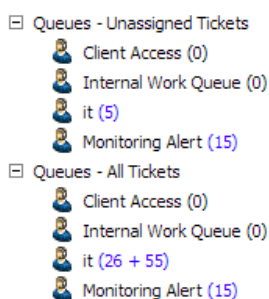 Queues - Unassigned Tickets
Client Access (0)
Internal Work Queue (0)
it (5)
Monitoring Alert (15)
Queues - All Tickets
Client Access (0)
Internal Work Queue (0)
it (26 + 55)
Monitoring Alert (15)